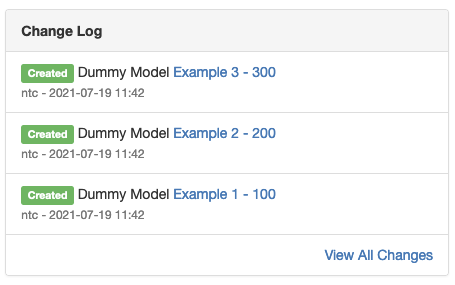 Change Log
Created Dummy Model Example 3 - 300
ntc - 2021-07-19 11:42
Created Dummy Model Example 2 - 200
ntc - 2021-07-19 11:42
Created Dummy Model Example 1 - 100
ntc - 2021-07-19 11:42
View All Changes